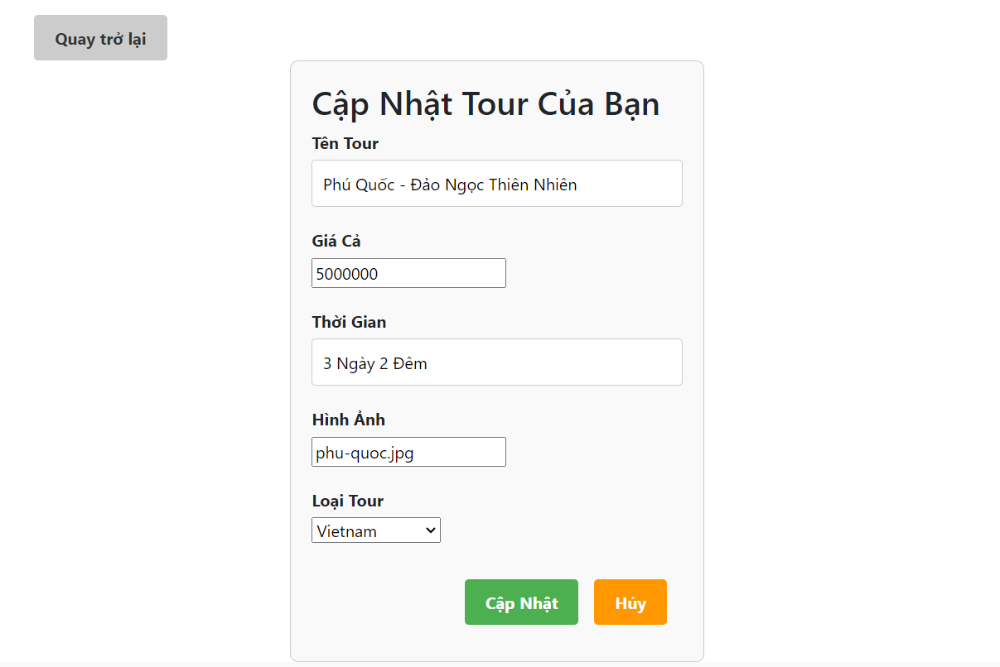 Quay trở lại
Cập Nhật Tour Của Bạn
Tên Tour
Phú Quốc - Đảo Ngọc Thiên Nhiên
Giá Cả
5000000
Thời Gian
3 Ngày 2 Đêm
Hình Ảnh
phu-quoc.jpg
Loại Tour
Vietnam
Cập Nhật Hủy